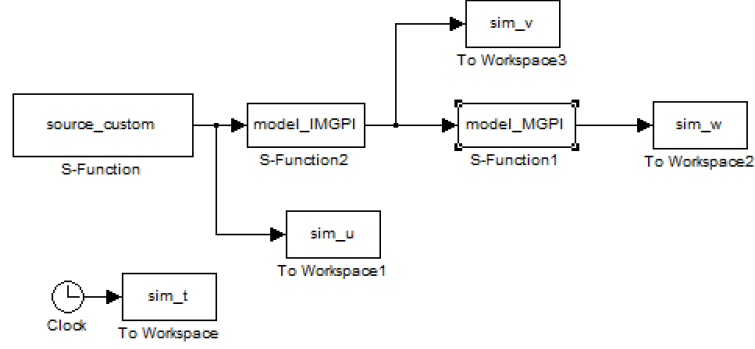 sim_v
To Workspace3
source_custom
S-Function
model_IMGPI
S-Function2
model_MGPI
S-Function1
sim_w
To Workspace2
sim_u
To Workspace1
Clock
sim_t
To Workspace